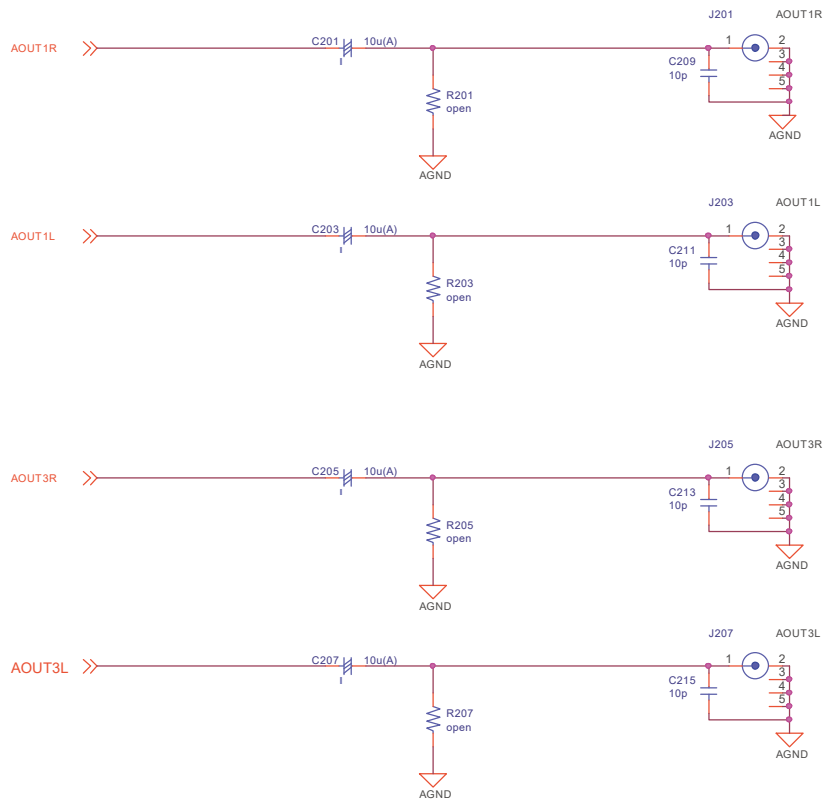 J201 AOUT1R
AOUT1R C201 10u(A) 1 2
3
4
5
C209
10p
R201
open
AGND
AGND
J203 AOUT1L
AOUT1L C203 10u(A) 1 2
3
4
5
C211
10p
R203
open
AGND
AGND
J205 AOUT3R
AOUT3R C205 10u(A) 1 2
3
4
5
C213
10p
R205
open
AGND
AGND
J207 AOUT3L
AOUT3L C207 10u(A) 1 2
3
4
5
C215
10p
R207
open
AGND
AGND